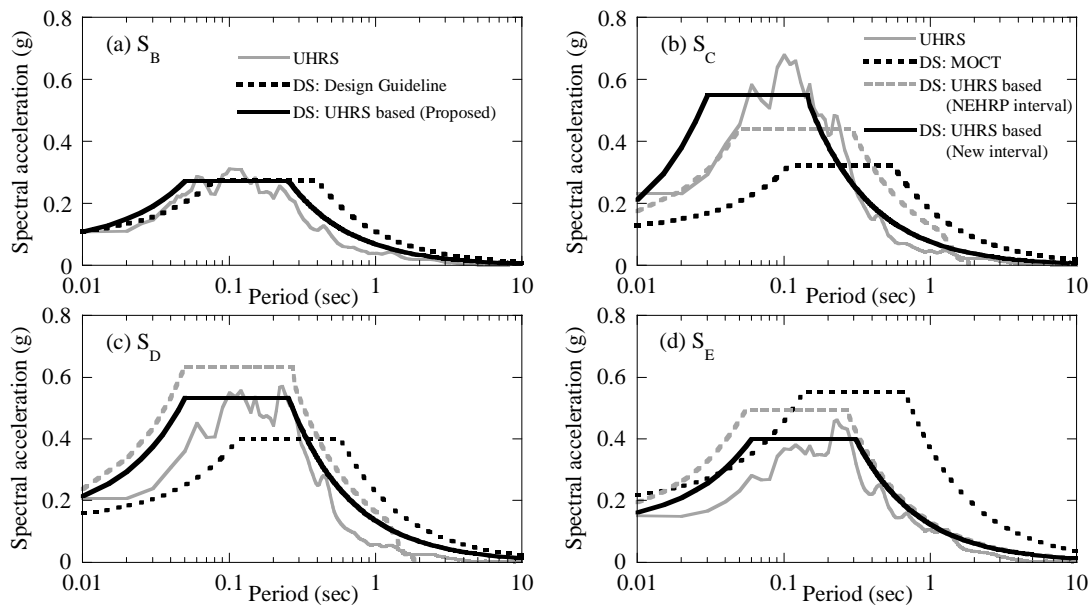 (a) S_B
UHRS
DS: Design Guideline
DS: UHRS based (Proposed)
Spectral acceleration (g)
0.8
0.6
0.4
0.2
0
0.01
0.1
1
10
Period (sec)
(b) S_C
UHRS
DS: MOCT
DS: UHRS based
(NEHRP interval)
DS: UHRS based
(New interval)
Spectral acceleration (g)
0.8
0.6
0.4
0.2
0
0.01
0.1
1
10
Period (sec)
(c) S_D
Spectral acceleration (g)
0.8
0.6
0.4
0.2
0
0.01
0.1
1
10
Period (sec)
(d) S_E
Spectral acceleration (g)
0.8
0.6
0.4
0.2
0
0.01
0.1
1
10
Period (sec)